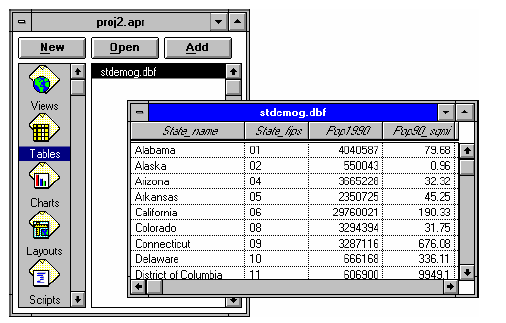 proj2.apr
New Open Add
stdemog.dbf
Views
Tables
Charts
Layouts
Scripts
stdemog.dbf
State_name State_fips Pop1990 Pop90_sqmi
Alabama 01 4040587 79.68
Alaska 02 550043 0.96
Arizona 04 3665228 32.32
Arkansas 05 2350725 45.25
California 06 29760021 190.33
Colorado 08 3294394 31.75
Connecticut 09 3287116 676.08
Delaware 10 666168 336.11
District of Columbia 11 606900 9949.1